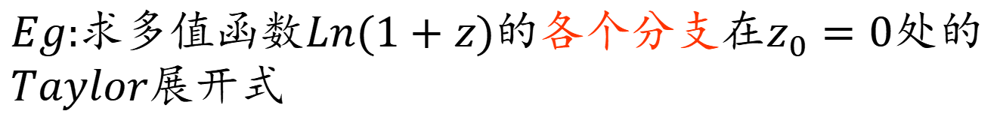 Eg:求多值函数Ln(1 + z)的各个分支在z₀ = 0处的
Taylor展开式